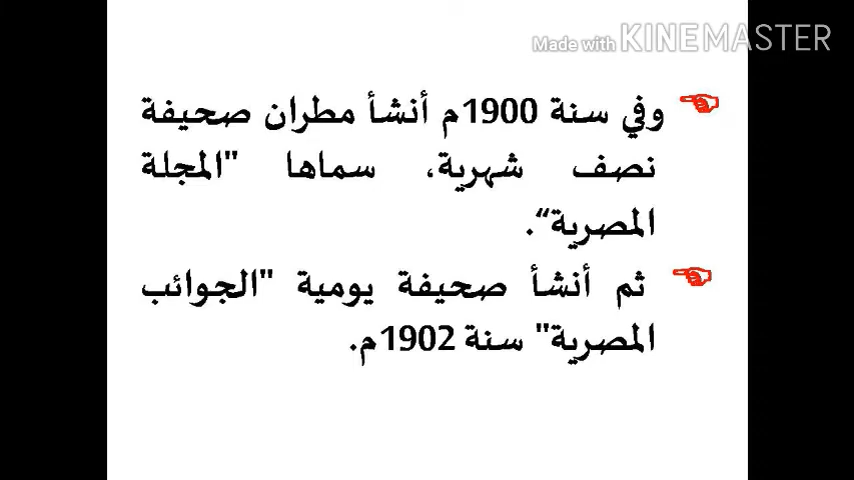 Made with KINEMASTER
وفي سنة 1900م أنشأ مطران صحيفة
نصف شهرية، سماها "المجلة
المصرية“.
ثم أنشأ صحيفة يومية "الجوائب
المصرية" سنة 1902م.